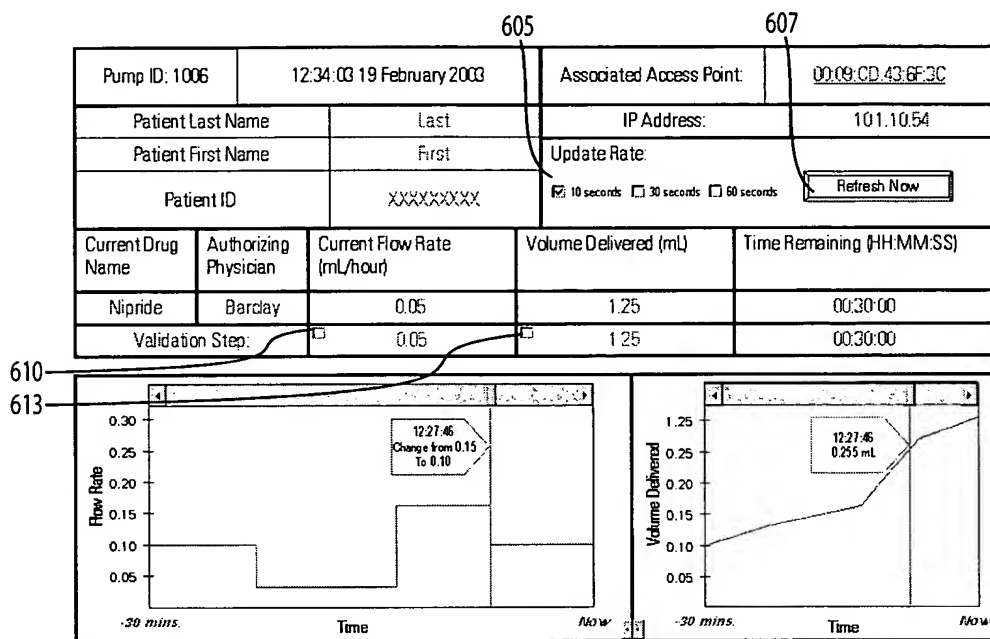 605
607
Pump ID: 1006
12:34:03 19 February 2003
Associated Access Point:
00:09:CD:43:6F:3C
Patient Last Name
Last
IP Address:
101.10.54
Patient First Name
First
Update Rate:
Patient ID
XXXXXXXXX
10 seconds 30 seconds 60 seconds
Refresh Now
Current Drug Name
Authorizing Physician
Current Flow Rate (mL/hour)
Volume Delivered (mL)
Time Remaining (HH:MM:SS)
Nipride
Barclay
0.05
1.25
00:30:00
Validation Step:
0.05
1.25
00:30:00
610
613
Flow Rate
0.30
0.25
0.20
0.15
0.10
0.05
12:27:46
Change from 0.15
To 0.10
-30 mins.
Time
Now
Volume Delivered
1.25
0.25
0.20
0.15
0.10
0.05
12:27:46
0.255 mL
-30 mins.
Time
Now